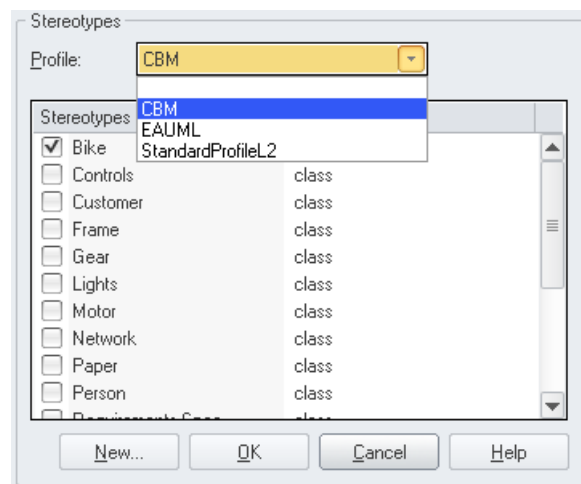 Stereotypes
Profile: CBM
Stereotypes CBM
EAUML
Bike StandardProfileL2
Controls class
Customer class
Frame class
Gear class
Lights class
Motor class
Network class
Paper class
Person class
New... OK Cancel Help